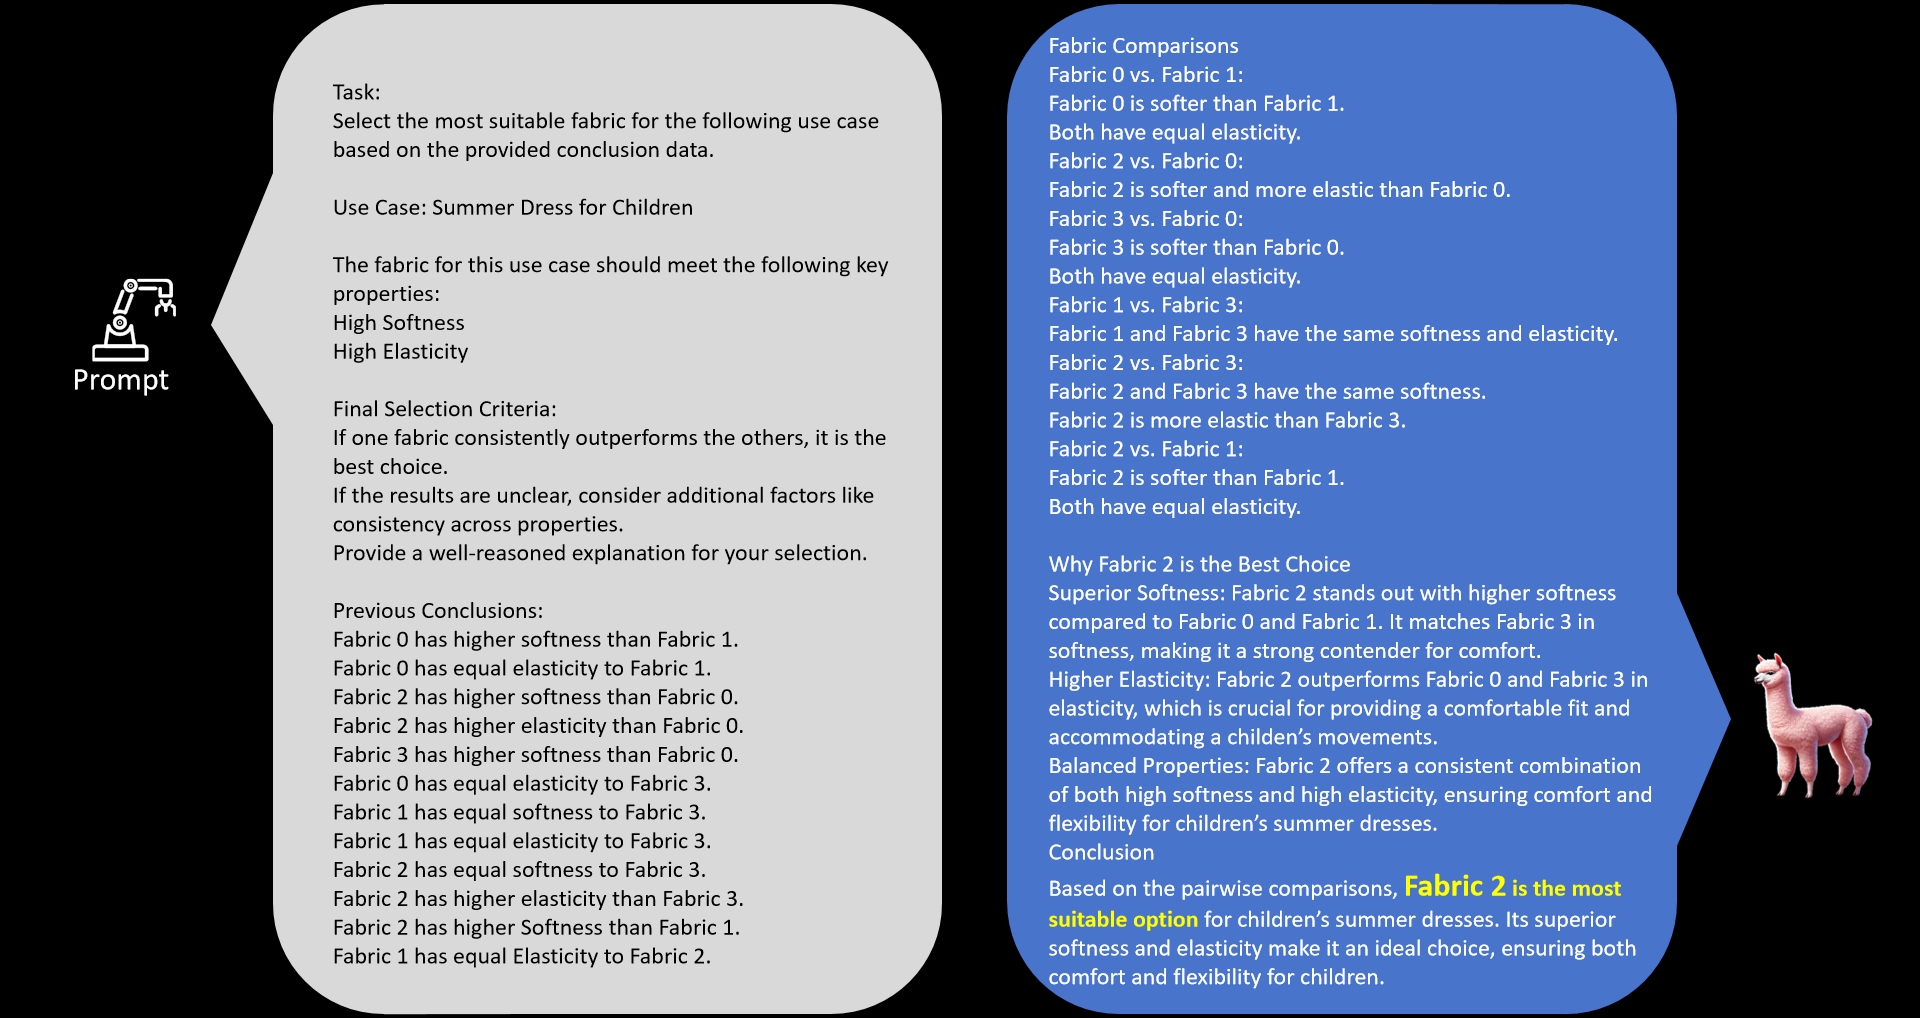 Prompt
Task:
Select the most suitable fabric for the following use case
based on the provided conclusion data.
Use Case: Summer Dress for Children
The fabric for this use case should meet the following key
properties:
High Softness
High Elasticity
Final Selection Criteria:
If one fabric consistently outperforms the others, it is the
best choice.
If the results are unclear, consider additional factors like
consistency across properties.
Provide a well-reasoned explanation for your selection.
Previous Conclusions:
Fabric 0 has higher softness than Fabric 1.
Fabric 0 has equal elasticity to Fabric 1.
Fabric 2 has higher softness than Fabric 0.
Fabric 2 has higher elasticity than Fabric 0.
Fabric 3 has higher softness than Fabric 0.
Fabric 0 has equal elasticity to Fabric 3.
Fabric 1 has equal softness to Fabric 3.
Fabric 1 has equal elasticity to Fabric 3.
Fabric 2 has equal softness to Fabric 3.
Fabric 2 has higher elasticity than Fabric 3.
Fabric 2 has higher Softness than Fabric 1.
Fabric 1 has equal Elasticity to Fabric 2.
Fabric Comparisons
Fabric 0 vs. Fabric 1:
Fabric 0 is softer than Fabric 1.
Both have equal elasticity.
Fabric 2 vs. Fabric 0:
Fabric 2 is softer and more elastic than Fabric 0.
Fabric 3 vs. Fabric 0:
Fabric 3 is softer than Fabric 0.
Both have equal elasticity.
Fabric 1 vs. Fabric 3:
Fabric 1 and Fabric 3 have the same softness and elasticity.
Fabric 2 vs. Fabric 3:
Fabric 2 and Fabric 3 have the same softness.
Fabric 2 is more elastic than Fabric 3.
Fabric 2 vs. Fabric 1:
Fabric 2 is softer than Fabric 1.
Both have equal elasticity.
Why Fabric 2 is the Best Choice
Superior Softness: Fabric 2 stands out with higher softness
compared to Fabric 0 and Fabric 1. It matches Fabric 3 in
softness, making it a strong contender for comfort.
Higher Elasticity: Fabric 2 outperforms Fabric 0 and Fabric 3 in
elasticity, which is crucial for providing a comfortable fit and
accommodating a childen's movements.
Balanced Properties: Fabric 2 offers a consistent combination
of both high softness and high elasticity, ensuring comfort and
flexibility for children's summer dresses.
Conclusion
Based on the pairwise comparisons, Fabric 2 is the most
suitable option for children's summer dresses. Its superior
softness and elasticity make it an ideal choice, ensuring both
comfort and flexibility for children.